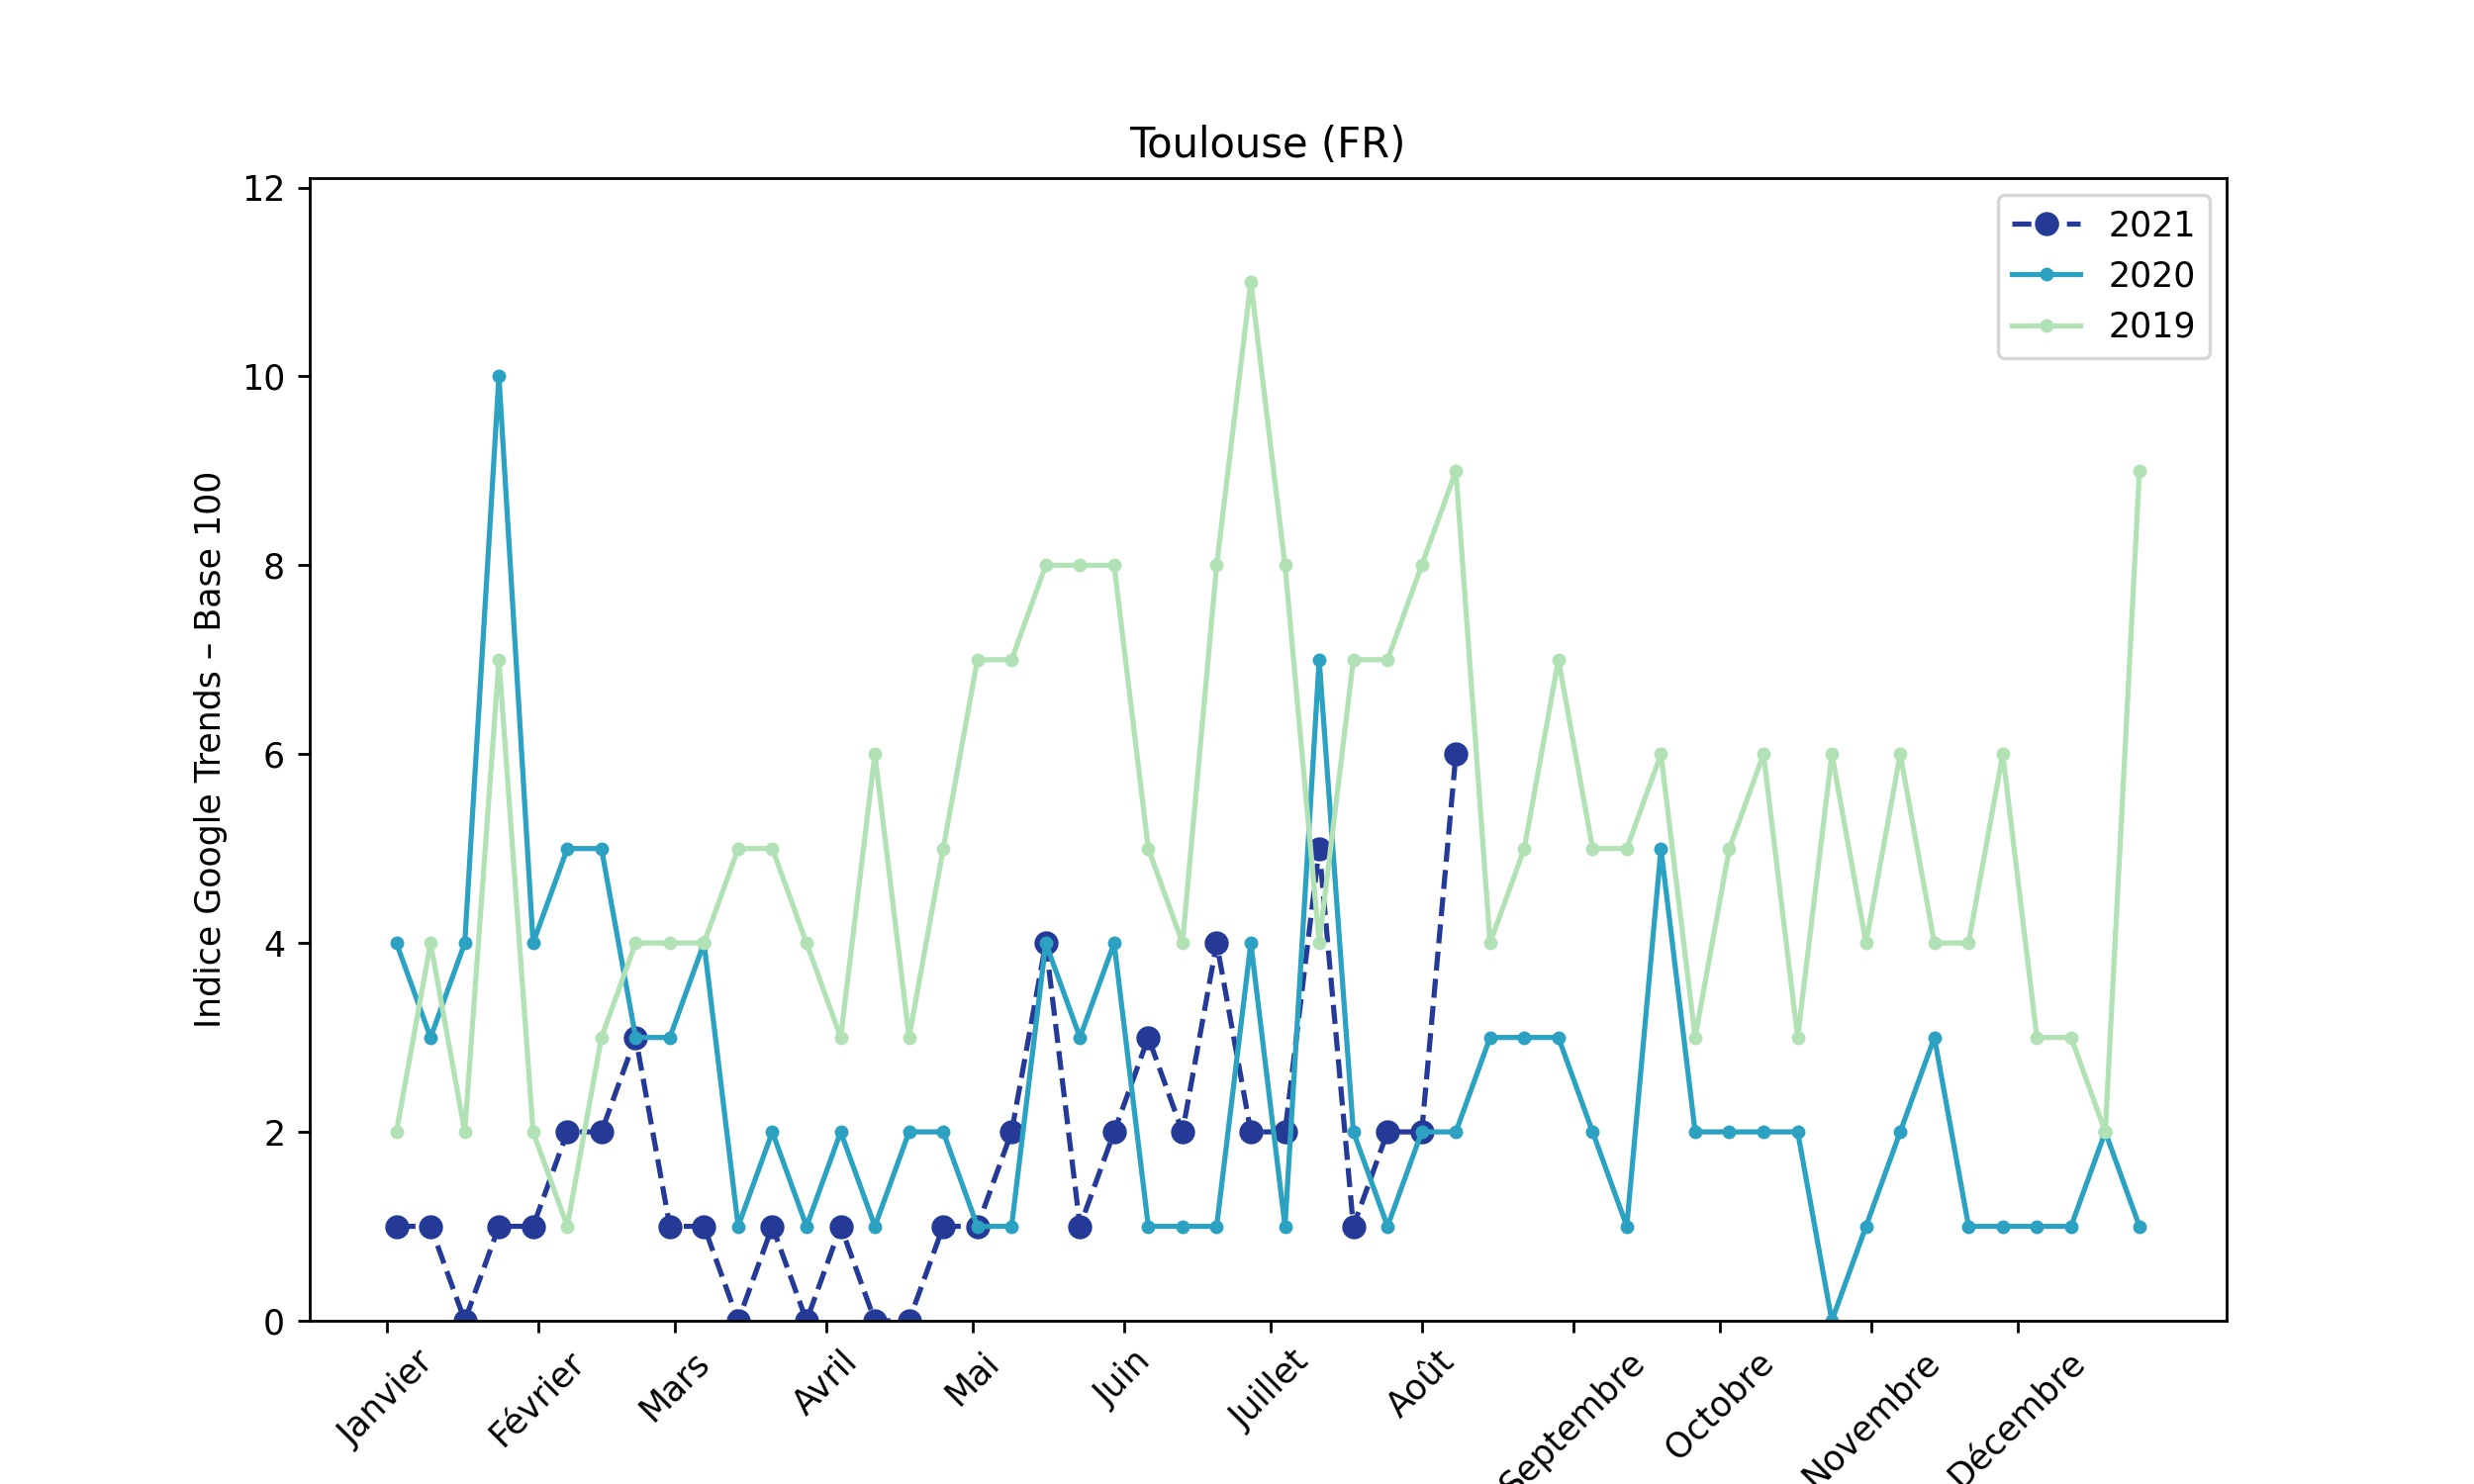 Toulouse (FR)
12
10
8
6
4
2
0
Indice Google Trends – Base 100
2021
2020
2019
Janvier
Février
Mars
Avril
Mai
Juin
Juillet
Août
Septembre
Octobre
Novembre
Décembre